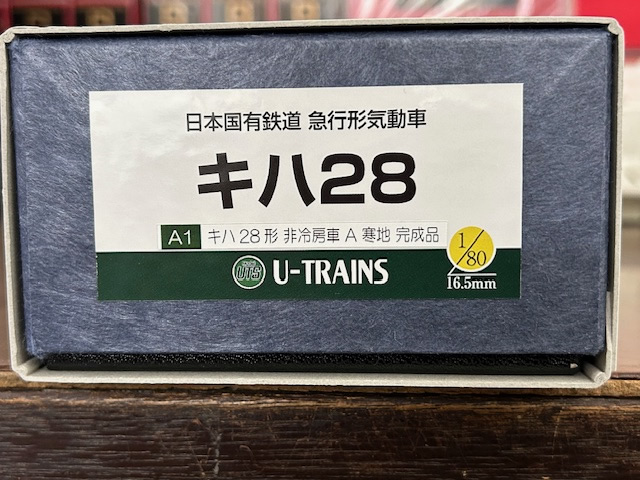 日本国有鉄道 急行形気動車
キハ28
A1 キハ28形 非冷房車 A 寒地 完成品
1/80
16.5mm
UTS U-TRAINS